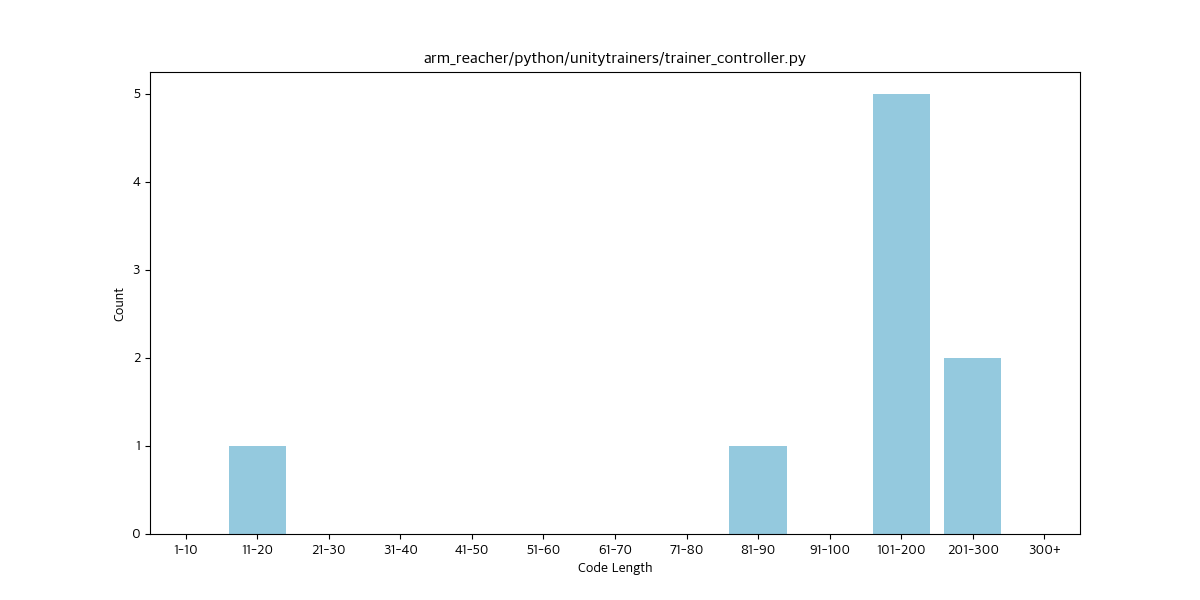 arm_reacher/python/unitytrainers/trainer_controller.py
5
4
3
2
1
0
Count
1-10 11-20 21-30 31-40 41-50 51-60 61-70 71-80 81-90 91-100 101-200 201-300 300+
Code Length